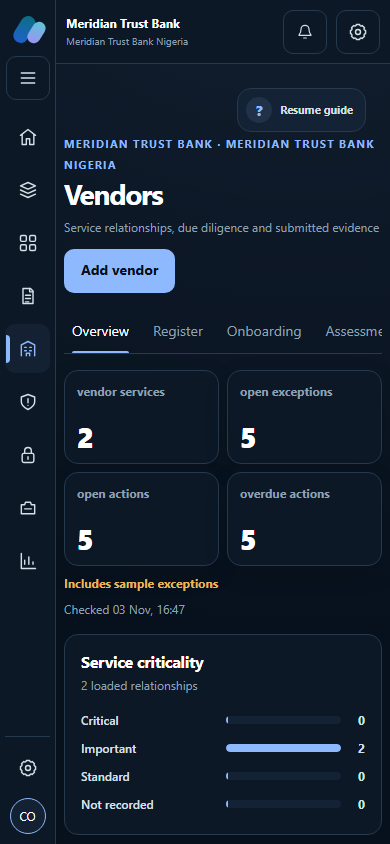 Meridian Trust Bank
Meridian Trust Bank Nigeria
? Resume guide
MERIDIAN TRUST BANK · MERIDIAN TRUST BANK
NIGERIA
Vendors
Service relationships, due diligence and submitted evidence
Add vendor
Overview Register Onboarding Assessme
vendor services
2
open exceptions
5
open actions
5
overdue actions
5
Includes sample exceptions
Checked 03 Nov, 16:47
Service criticality
2 loaded relationships
Critical 0
Important 2
Standard 0
Not recorded 0
CO